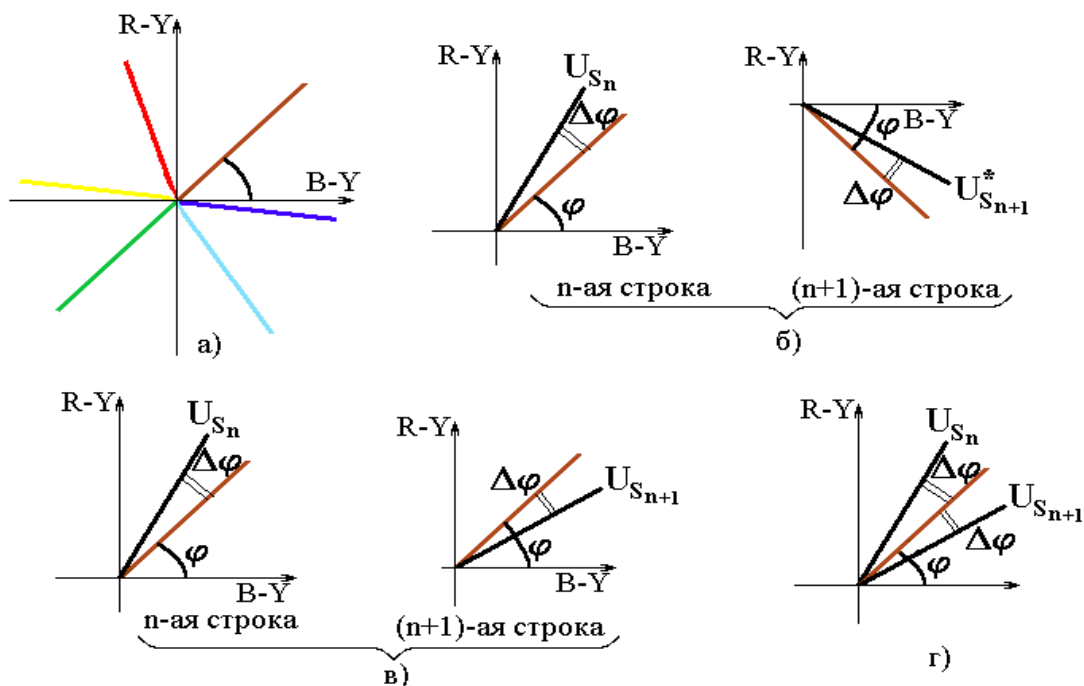 R-Y
B-Y
а)
R-Y
U_{S_n}
Δφ
φ
B-Y
n-ая строка
R-Y
φ
B-Y
Δφ
U^*_{S_{n+1}}
(n+1)-ая строка
б)
R-Y
U_{S_n}
Δφ
φ
B-Y
n-ая строка
R-Y
Δφ
U_{S_{n+1}}
φ
B-Y
(n+1)-ая строка
в)
R-Y
U_{S_n}
Δφ
U_{S_{n+1}}
Δφ
φ
г)